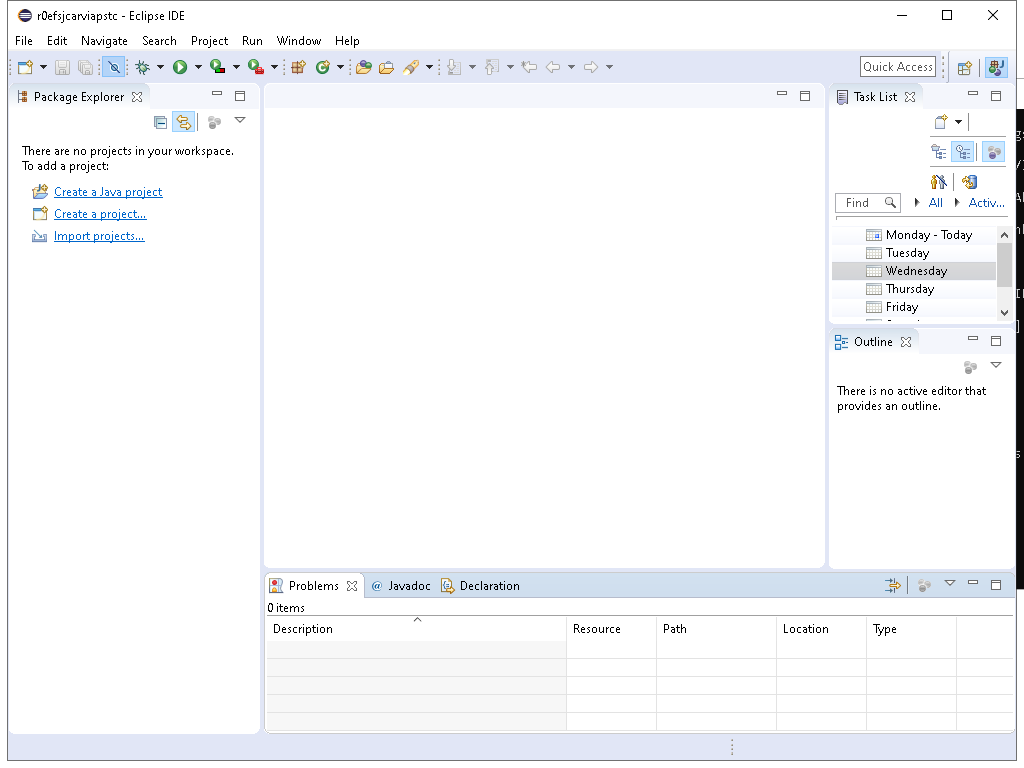 r0efsjcarviapstc - Eclipse IDE
File Edit Navigate Search Project Run Window Help
Quick Access
Package Explorer
There are no projects in your workspace.
To add a project:
Create a Java project
Create a project...
Import projects...
Task List
Find All Activ...
Monday - Today
Tuesday
Wednesday
Thursday
Friday
Outline
There is no active editor that
provides an outline.
Problems @ Javadoc Declaration
0 items
Description Resource Path Location Type